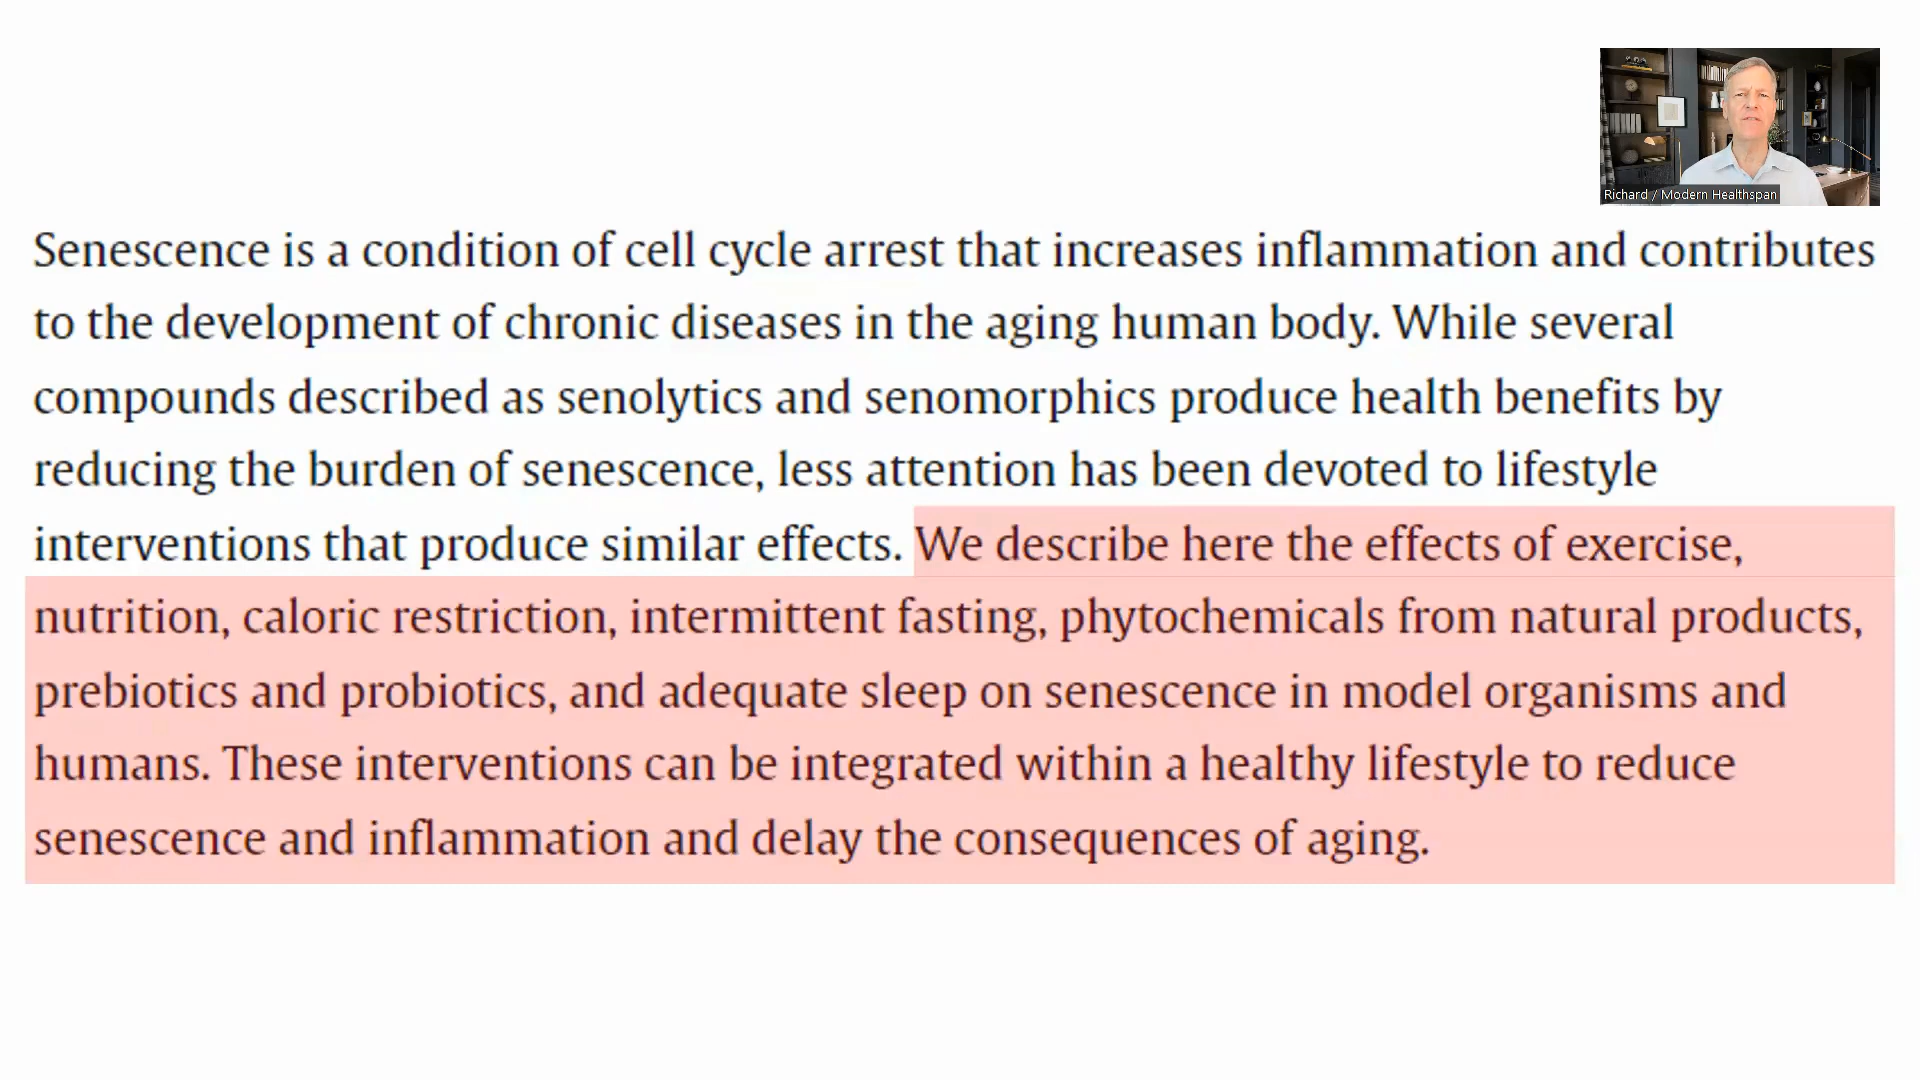 Richard / Modern Healthspan
Senescence is a condition of cell cycle arrest that increases inflammation and contributes
to the development of chronic diseases in the aging human body. While several
compounds described as senolytics and senomorphics produce health benefits by
reducing the burden of senescence, less attention has been devoted to lifestyle
interventions that produce similar effects. We describe here the effects of exercise,
nutrition, caloric restriction, intermittent fasting, phytochemicals from natural products,
prebiotics and probiotics, and adequate sleep on senescence in model organisms and
humans. These interventions can be integrated within a healthy lifestyle to reduce
senescence and inflammation and delay the consequences of aging.